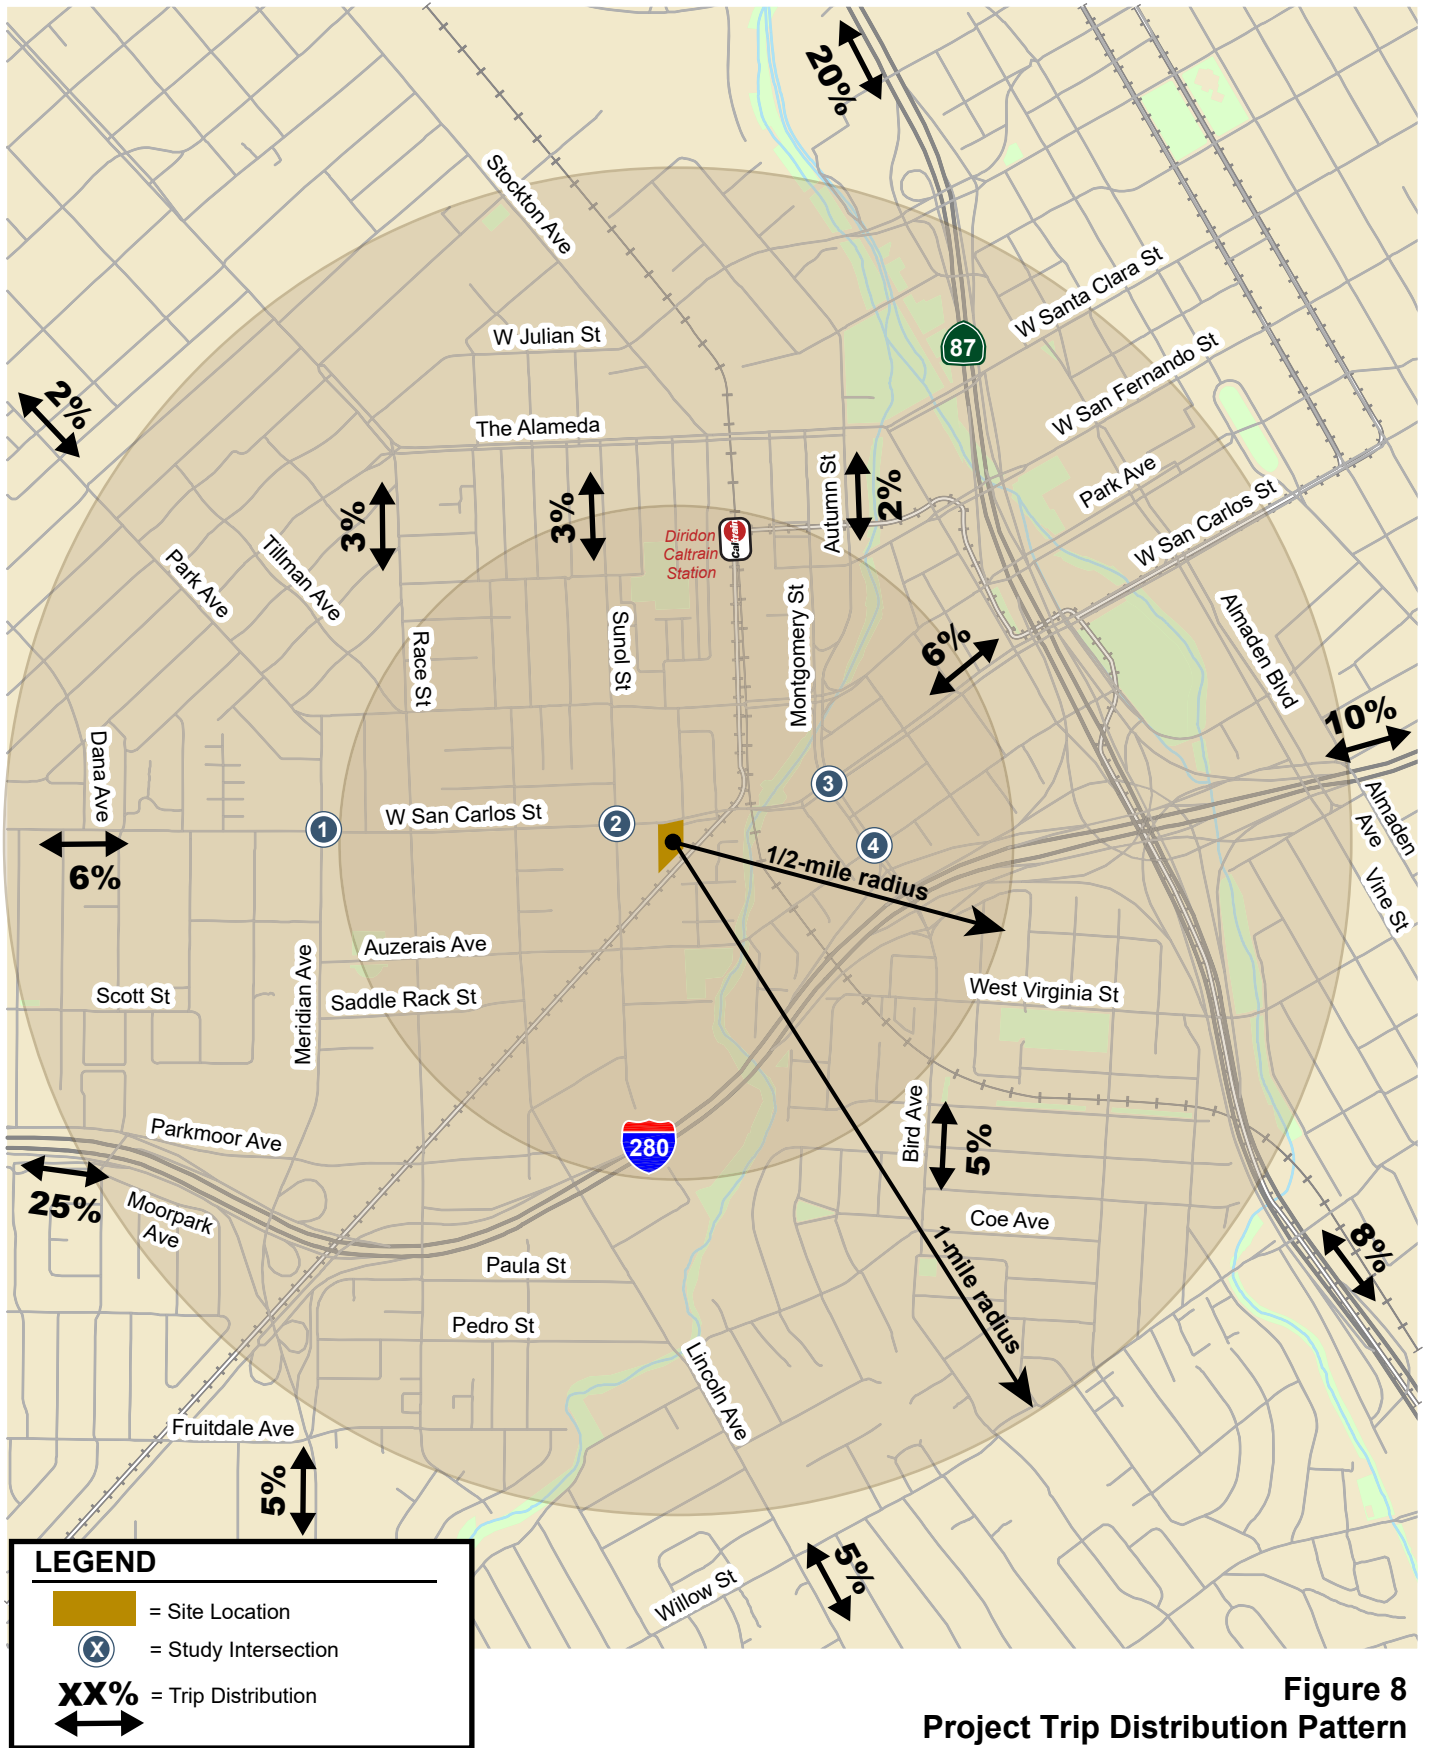 20%
Stockton Ave
W Santa Clara St
87
W Julian St
W San Fernando St
2%
The Alameda
Autumn St
2%
Park Ave
W San Carlos St
3%
3%
Diridon
Caltrain
Station
Caltrain
Park Ave
Tillman Ave
Race St
Sunol St
Montgomery St
6%
Almaden Blvd
10%
Dana Ave
3
1
W San Carlos St
2
4
Almaden
Ave
6%
1/2-mile radius
Vine St
Auzerais Ave
Meridian Ave
Scott St
Saddle Rack St
West Virginia St
Parkmoor Ave
280
Bird Ave
5%
25%
Moorpark
Ave
Coe Ave
8%
Paula St
1-mile radius
Pedro St
Lincoln Ave
Fruitdale Ave
5%
5%
Willow St
LEGEND
= Site Location
X
= Study Intersection
XX%
= Trip Distribution
Figure 8
Project Trip Distribution Pattern